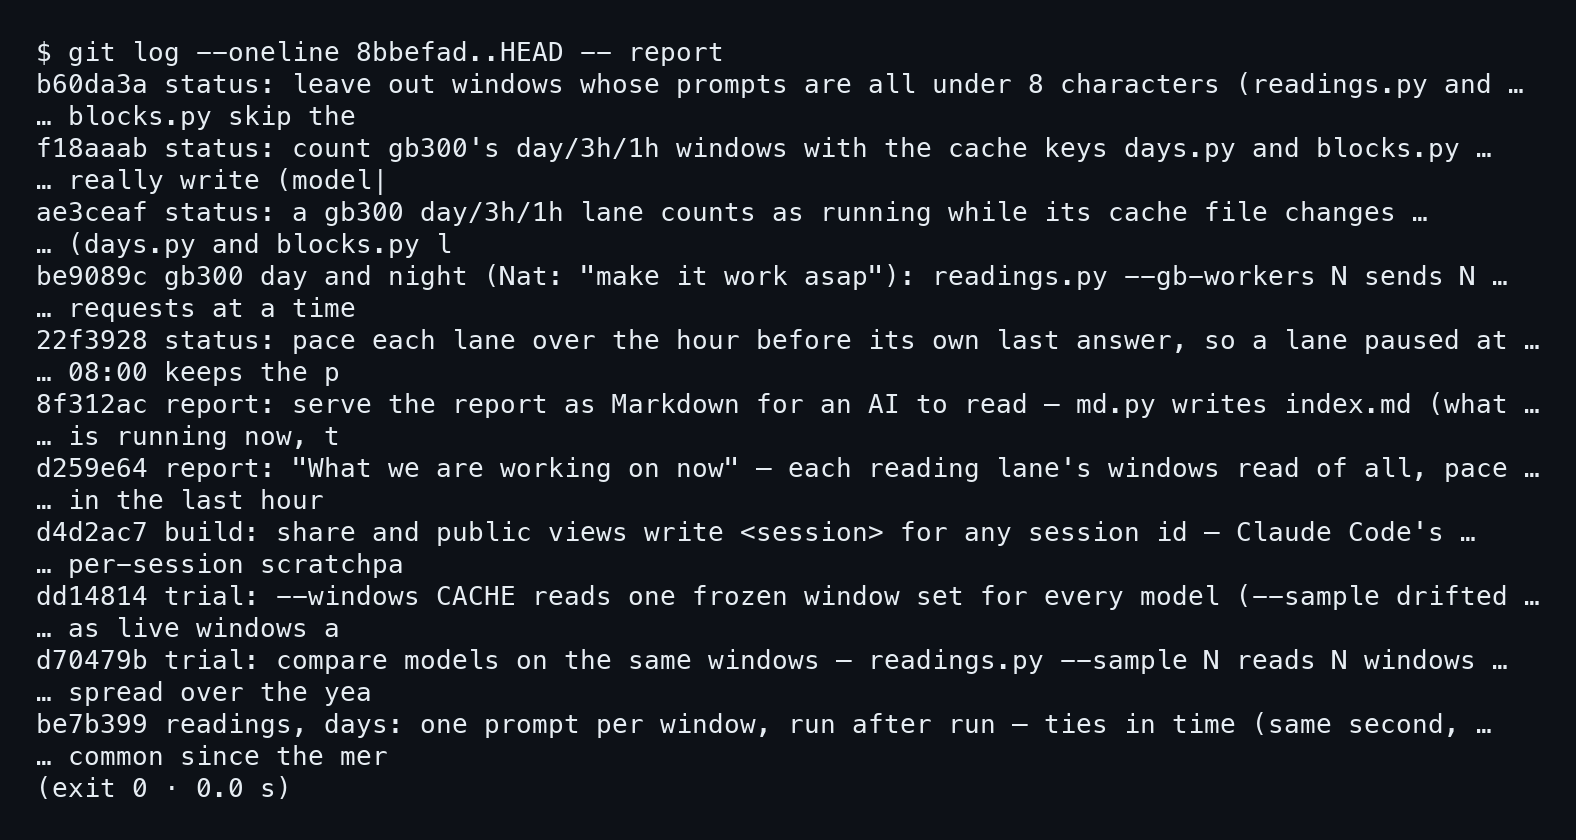 $ git log --oneline 8bbefad..HEAD -- report
b60da3a status: leave out windows whose prompts are all under 8 characters (readings.py and …
… blocks.py skip the
f18aaab status: count gb300's day/3h/1h windows with the cache keys days.py and blocks.py …
… really write (model|
ae3ceaf status: a gb300 day/3h/1h lane counts as running while its cache file changes …
… (days.py and blocks.py l
be9089c gb300 day and night (Nat: "make it work asap"): readings.py --gb-workers N sends N …
… requests at a time
22f3928 status: pace each lane over the hour before its own last answer, so a lane paused at …
… 08:00 keeps the p
8f312ac report: serve the report as Markdown for an AI to read — md.py writes index.md (what …
… is running now, t
d259e64 report: "What we are working on now" — each reading lane's windows read of all, pace …
… in the last hour
d4d2ac7 build: share and public views write <session> for any session id — Claude Code's …
… per-session scratchpa
dd14814 trial: --windows CACHE reads one frozen window set for every model (--sample drifted …
… as live windows a
d70479b trial: compare models on the same windows — readings.py --sample N reads N windows …
… spread over the yea
be7b399 readings, days: one prompt per window, run after run — ties in time (same second, …
… common since the mer
(exit 0 · 0.0 s)